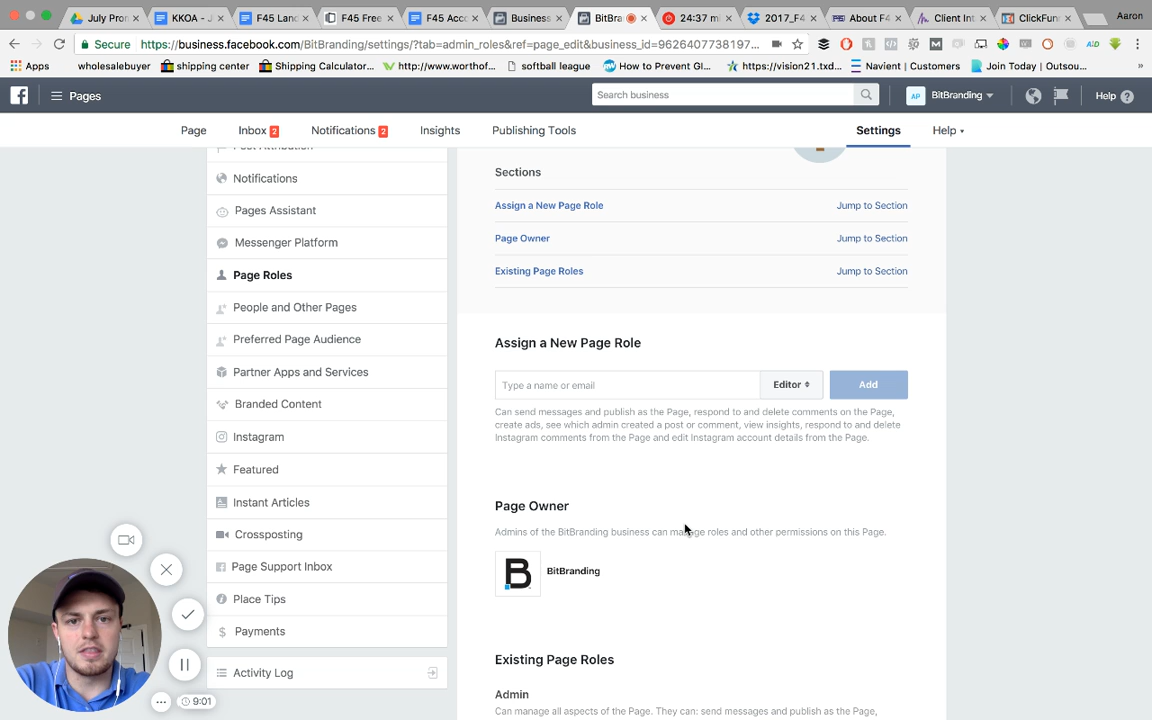 July Prom
KKOA - J
F45 Land
F45 Free
F45 Acco
Business
BitBra
24:37 mi
2017_F4
About F4
Client Int
ClickFun
Aaron
Secure
https://business.facebook.com/BitBranding/settings/?tab=admin_roles&ref=page_edit&business_id=9626407738197...
Apps
wholesalebuyer
shipping center
Shipping Calculator...
http://www.worthof...
softball league
How to Prevent Gl...
https://vision21.txd...
Navient | Customers
Join Today | Outsou...
»
Pages
Search business
AP
BitBranding
Help
Page
Inbox 2
Notifications 2
Insights
Publishing Tools
Settings
Help
Post Attribution
Notifications
Pages Assistant
Messenger Platform
Page Roles
People and Other Pages
Preferred Page Audience
Partner Apps and Services
Branded Content
Instagram
Featured
Instant Articles
Crossposting
Page Support Inbox
Place Tips
Payments
Activity Log
Sections
Assign a New Page Role Jump to Section
Page Owner Jump to Section
Existing Page Roles Jump to Section
Assign a New Page Role
Type a name or email
Editor
Add
Can send messages and publish as the Page, respond to and delete comments on the Page,
create ads, see which admin created a post or comment, view insights, respond to and delete
Instagram comments from the Page and edit Instagram account details from the Page.
Page Owner
Admins of the BitBranding business can manage roles and other permissions on this Page.
B
BitBranding
Existing Page Roles
Admin
Can manage all aspects of the Page. They can: send messages and publish as the Page,
9:01